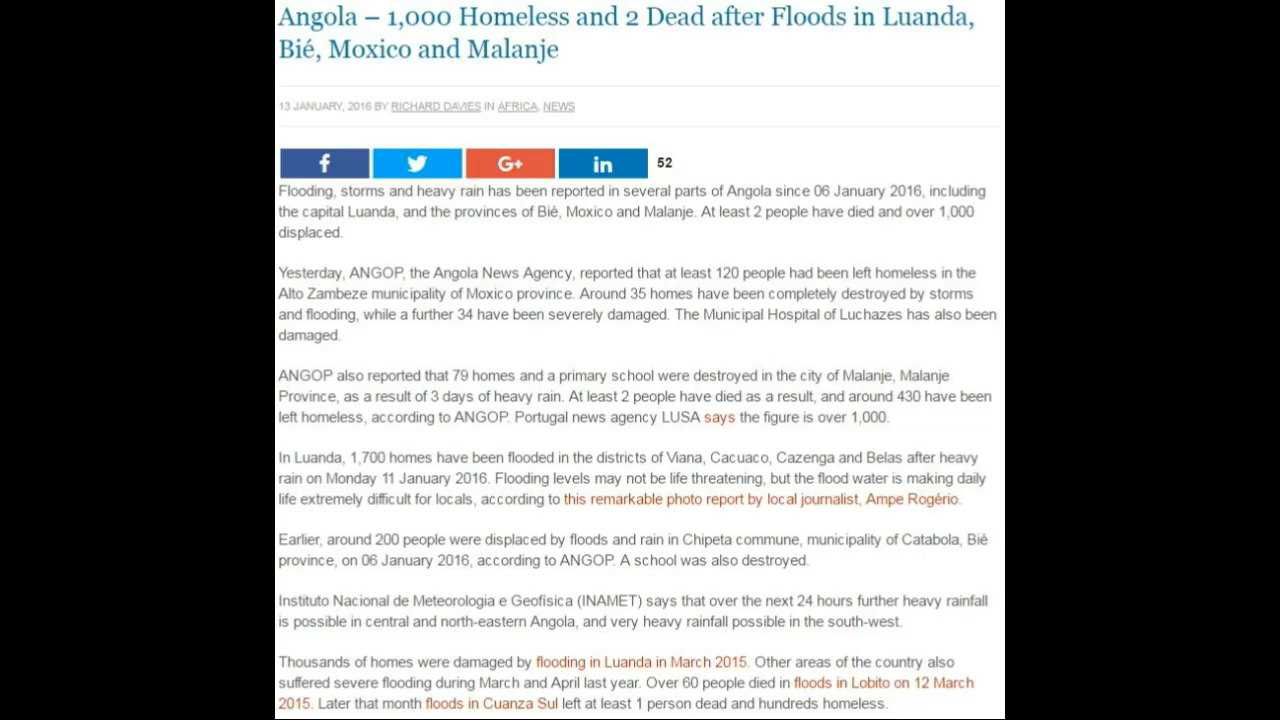 Angola – 1,000 Homeless and 2 Dead after Floods in Luanda,
Bié, Moxico and Malanje
13 JANUARY, 2016 BY RICHARD DAVIES IN AFRICA, NEWS
f G+ in 52
Flooding, storms and heavy rain has been reported in several parts of Angola since 06 January 2016, including
the capital Luanda, and the provinces of Bié, Moxico and Malanje. At least 2 people have died and over 1,000
displaced.
Yesterday, ANGOP, the Angola News Agency, reported that at least 120 people had been left homeless in the
Alto Zambeze municipality of Moxico province. Around 35 homes have been completely destroyed by storms
and flooding, while a further 34 have been severely damaged. The Municipal Hospital of Luchazes has also been
damaged.
ANGOP also reported that 79 homes and a primary school were destroyed in the city of Malanje, Malanje
Province, as a result of 3 days of heavy rain. At least 2 people have died as a result, and around 430 have been
left homeless, according to ANGOP. Portugal news agency LUSA says the figure is over 1,000.
In Luanda, 1,700 homes have been flooded in the districts of Viana, Cacuaco, Cazenga and Belas after heavy
rain on Monday 11 January 2016. Flooding levels may not be life threatening, but the flood water is making daily
life extremely difficult for locals, according to this remarkable photo report by local journalist, Ampe Rogério.
Earlier, around 200 people were displaced by floods and rain in Chipeta commune, municipality of Catabola, Bié
province, on 06 January 2016, according to ANGOP. A school was also destroyed.
Instituto Nacional de Meteorologia e Geofísica (INAMET) says that over the next 24 hours further heavy rainfall
is possible in central and north-eastern Angola, and very heavy rainfall possible in the south-west.
Thousands of homes were damaged by flooding in Luanda in March 2015. Other areas of the country also
suffered severe flooding during March and April last year. Over 60 people died in floods in Lobito on 12 March
2015. Later that month floods in Cuanza Sul left at least 1 person dead and hundreds homeless.